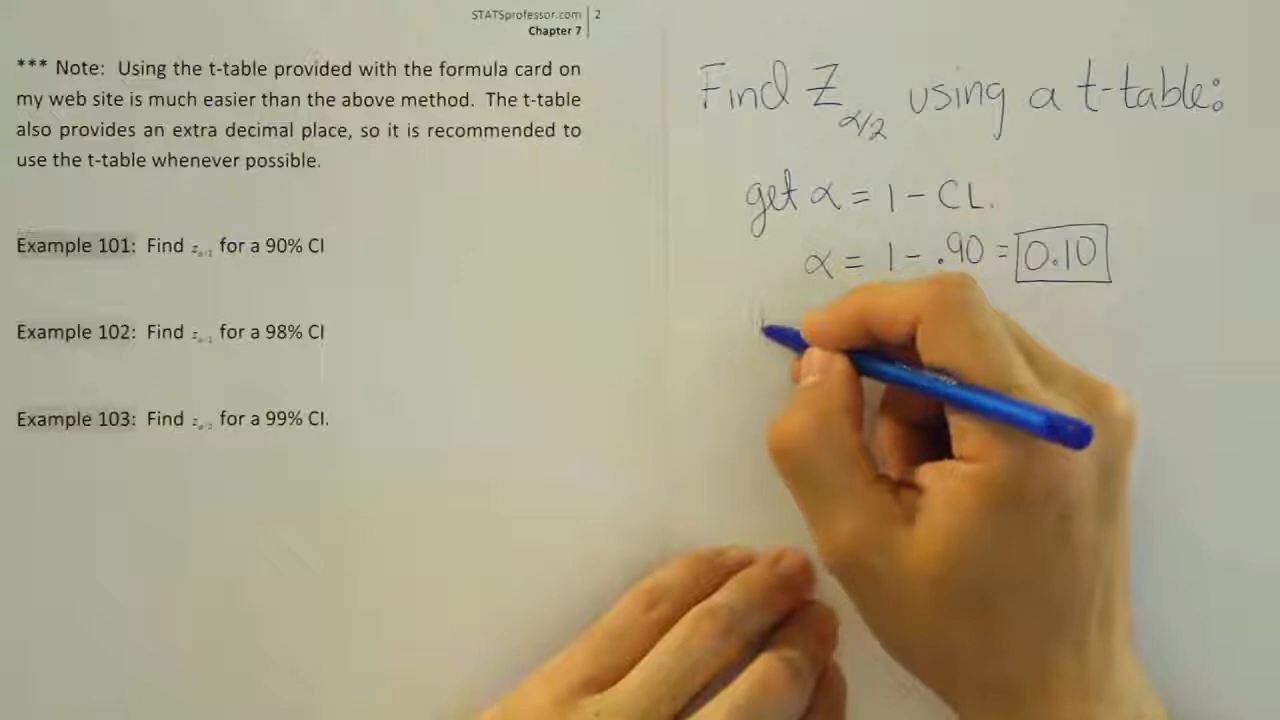 STATSprofessor.com 2
Chapter 7
*** Note: Using the t-table provided with the formula card on
my web site is much easier than the above method. The t-table
also provides an extra decimal place, so it is recommended to
use the t-table whenever possible.
Example 101: Find z for a 90% CI
Example 102: Find z for a 98% CI
Example 103: Find z for a 99% CI.
Find Z α/2 using a t-table:
get α = 1 - CL.
α = 1 - .90 = 0.10